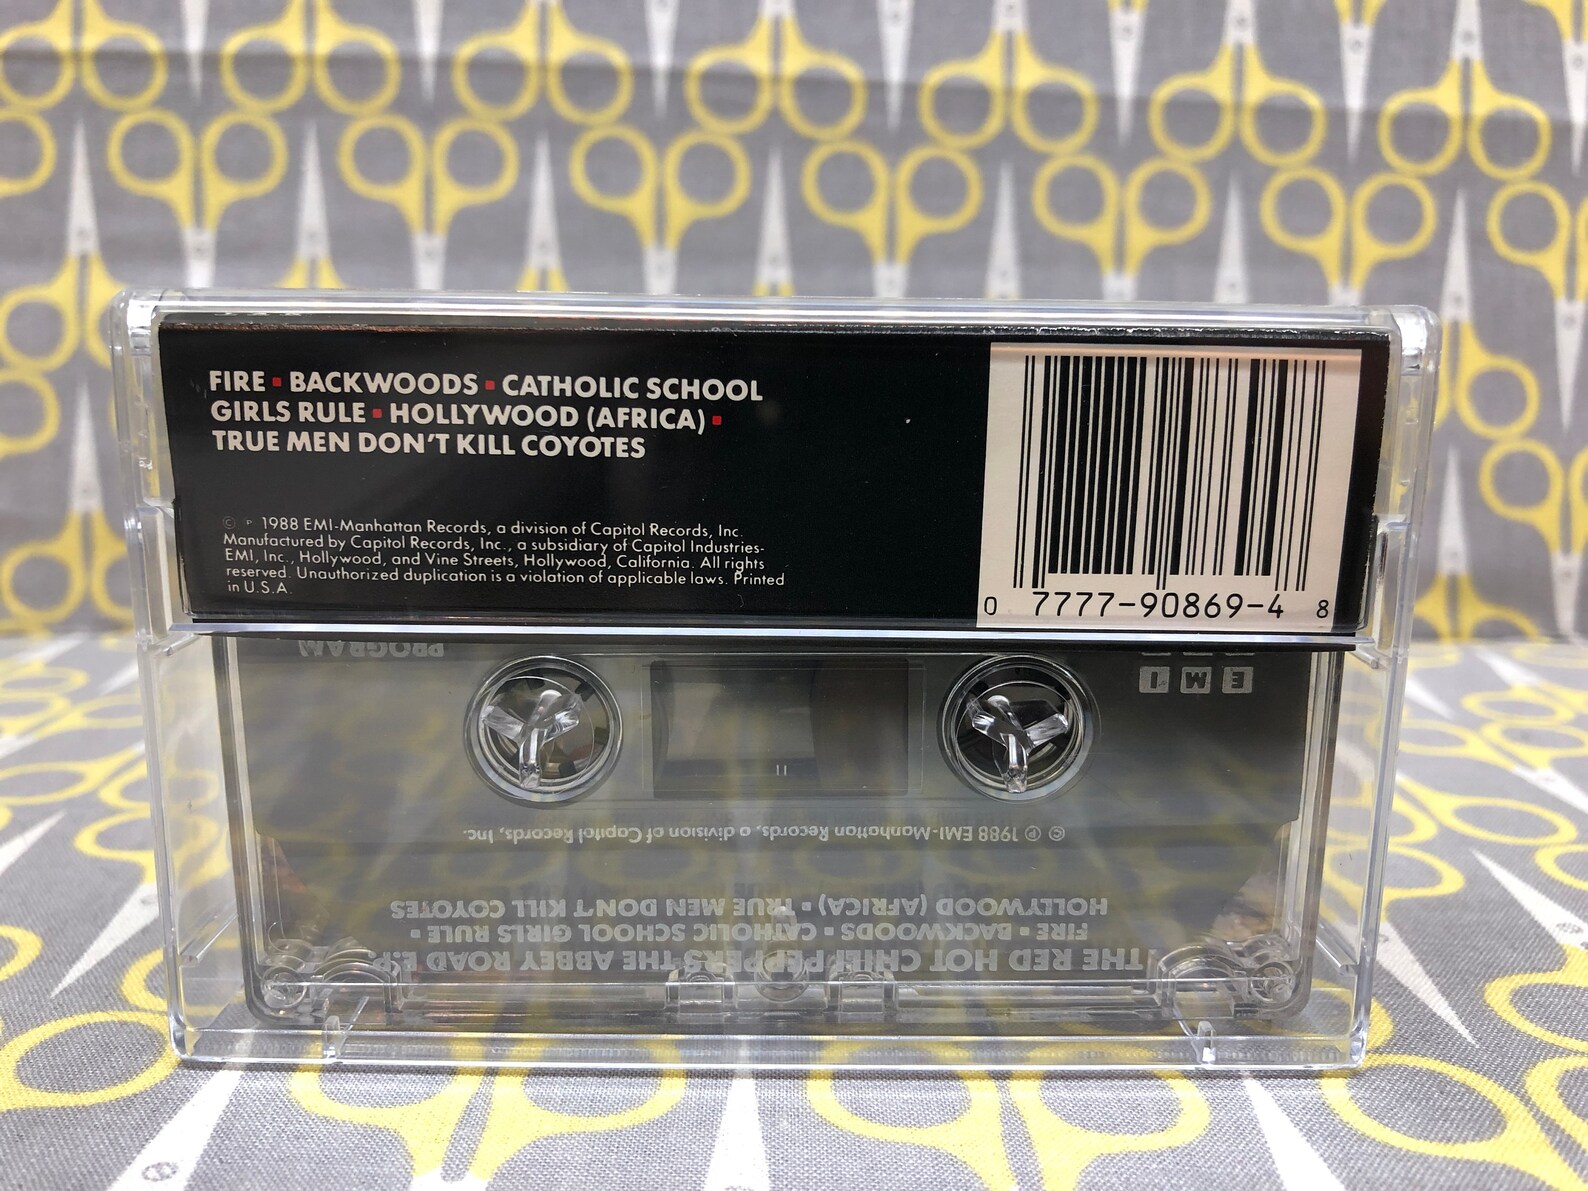 FIRE ▪ BACKWOODS ▪ CATHOLIC SCHOOL
GIRLS RULE ▪ HOLLYWOOD (AFRICA) ▪
TRUE MEN DON'T KILL COYOTES
© ℗ 1988 EMI-Manhattan Records, a division of Capitol Records, Inc.
Manufactured by Capitol Records, Inc., a subsidiary of Capitol Industries-
EMI, Inc., Hollywood, and Vine Streets, Hollywood, California. All rights
reserved. Unauthorized duplication is a violation of applicable laws. Printed
in U.S.A.
0 7777-90869-4 8
THE RED HOT CHILI PEPPERS THE ABBEY ROAD E.P.
FIRE ▪ BACKWOODS ▪ CATHOLIC SCHOOL GIRLS RULE ▪
HOLLYWOOD (AFRICA) ▪ TRUE MEN DON'T KILL COYOTES
© ℗ 1988 EMI-Manhattan Records, a division of Capitol Records, Inc.
EMI
PROGRAM